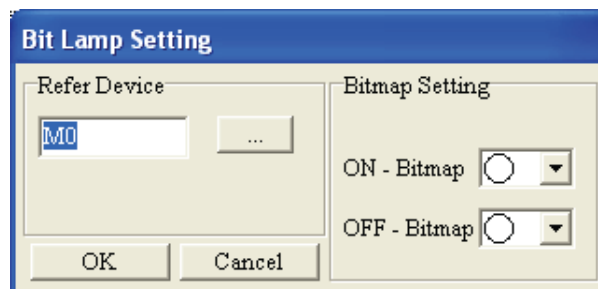 Bit Lamp Setting
Refer Device
M0
...
OK
Cancel
Bitmap Setting
ON - Bitmap
OFF - Bitmap